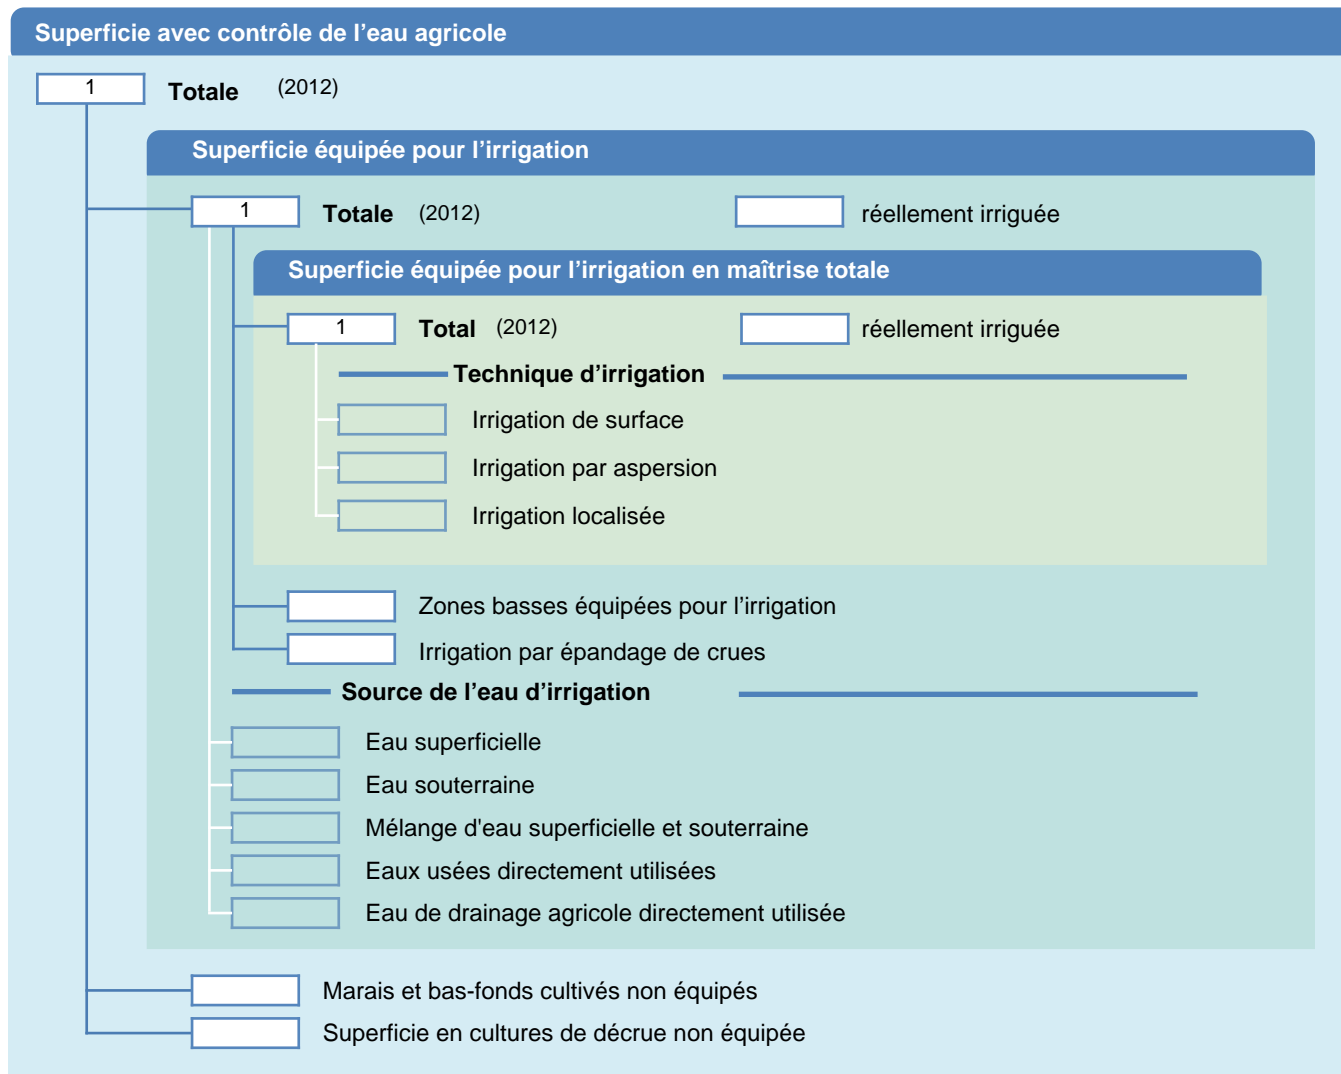 Superficie avec contrôle de l’eau agricole
1 Totale (2012)
Superficie équipée pour l’irrigation
1 Totale (2012) réellement irriguée
Superficie équipée pour l’irrigation en maîtrise totale
1 Total (2012) réellement irriguée
Technique d’irrigation
Irrigation de surface
Irrigation par aspersion
Irrigation localisée
Zones basses équipées pour l’irrigation
Irrigation par épandage de crues
Source de l’eau d’irrigation
Eau superficielle
Eau souterraine
Mélange d'eau superficielle et souterraine
Eaux usées directement utilisées
Eau de drainage agricole directement utilisée
Marais et bas-fonds cultivés non équipés
Superficie en cultures de décrue non équipée